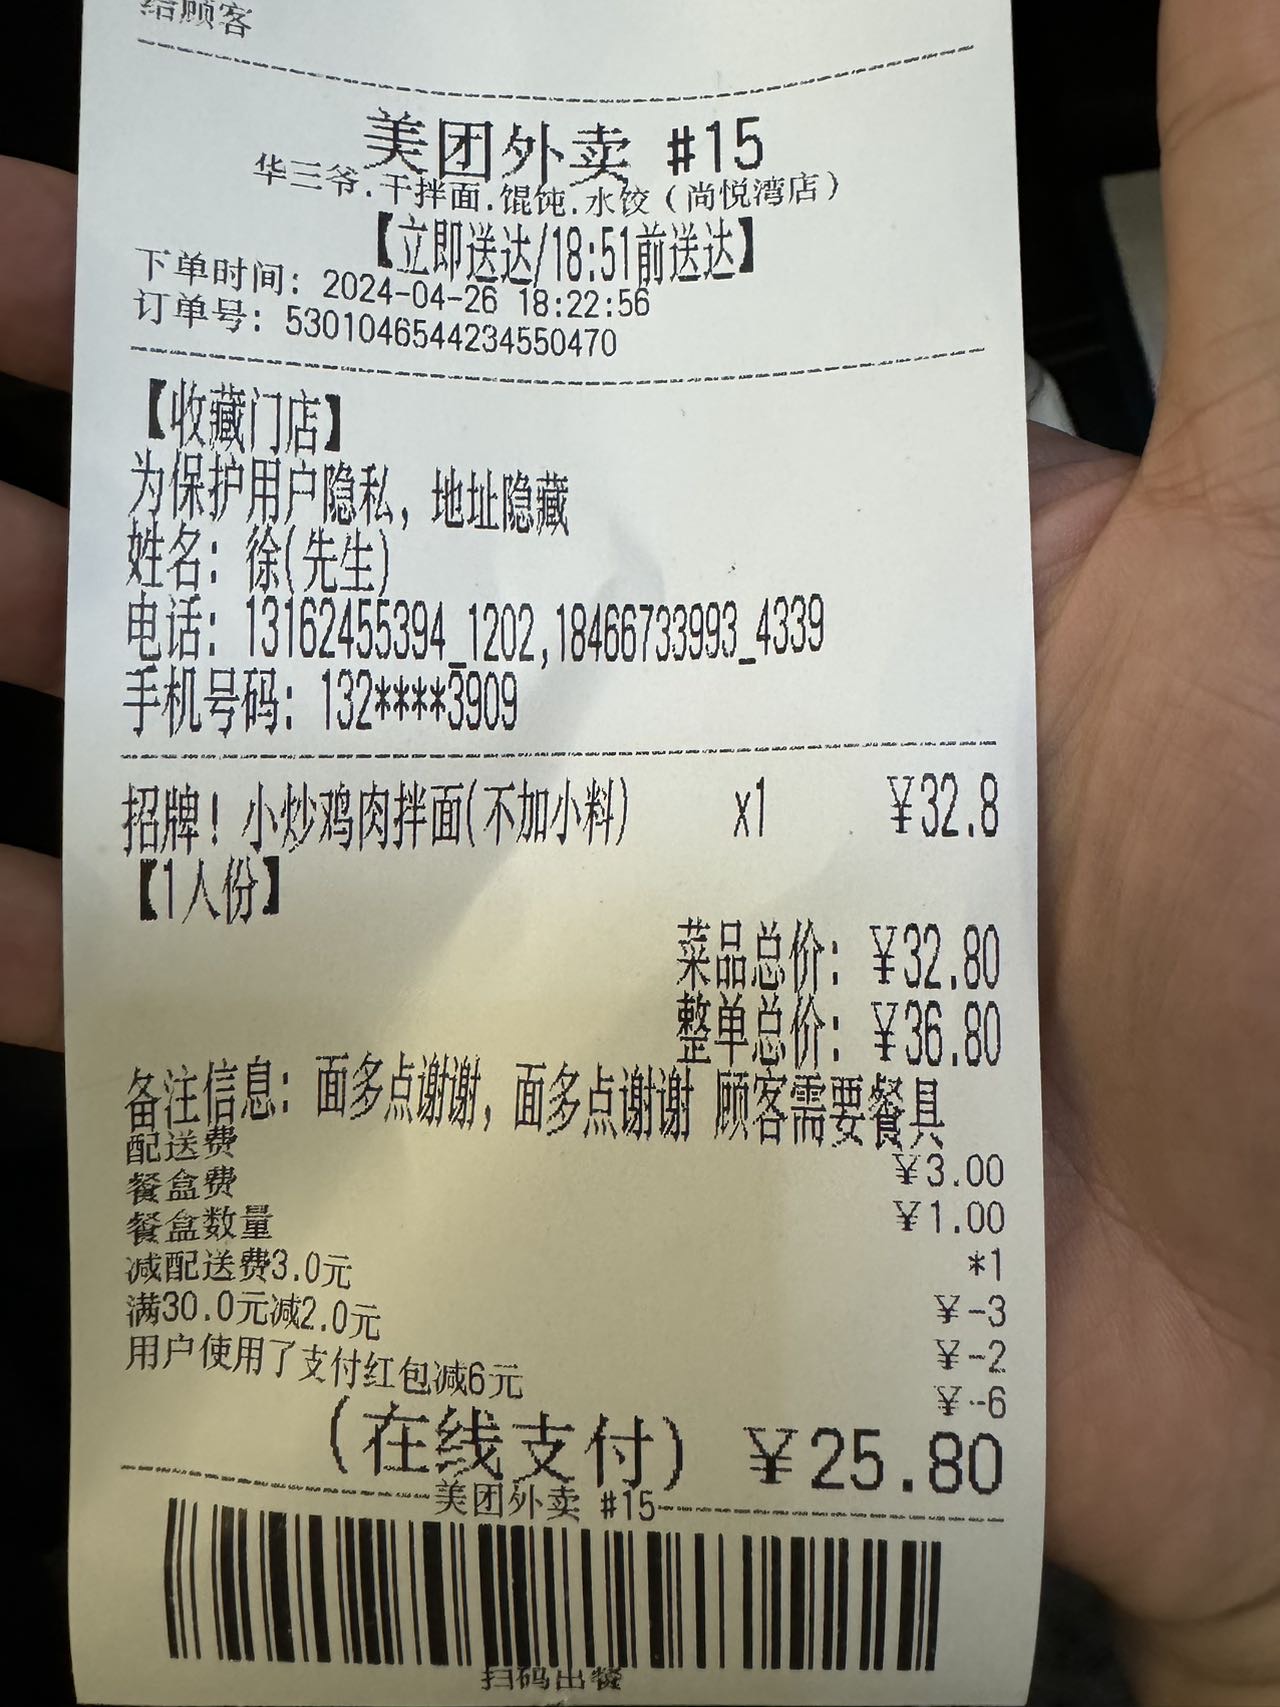 给顾客
美团外卖 #15
华三爷.干拌面.馄饨.水饺（尚悦湾店）
【立即送达/18:51前送达】
下单时间: 2024-04-26 18:22:56
订单号: 5301046544234550470
【收藏门店】
为保护用户隐私, 地址隐藏
姓名: 徐(先生)
电话: 13162455394_1202,18466733993_4339
手机号码: 132****3909
招牌! 小炒鸡肉拌面(不加小料) x1 ¥32.8
【1人份】
菜品总价: ¥32.80
整单总价: ¥36.80
备注信息: 面多点谢谢, 面多点谢谢 顾客需要餐具
配送费 ¥3.00
餐盒费 ¥1.00
餐盒数量 *1
减配送费3.0元 ¥-3
满30.0元减2.0元 ¥-2
用户使用了支付红包减6元 ¥-6
(在线支付) ¥25.80
美团外卖 #15
扫码出餐